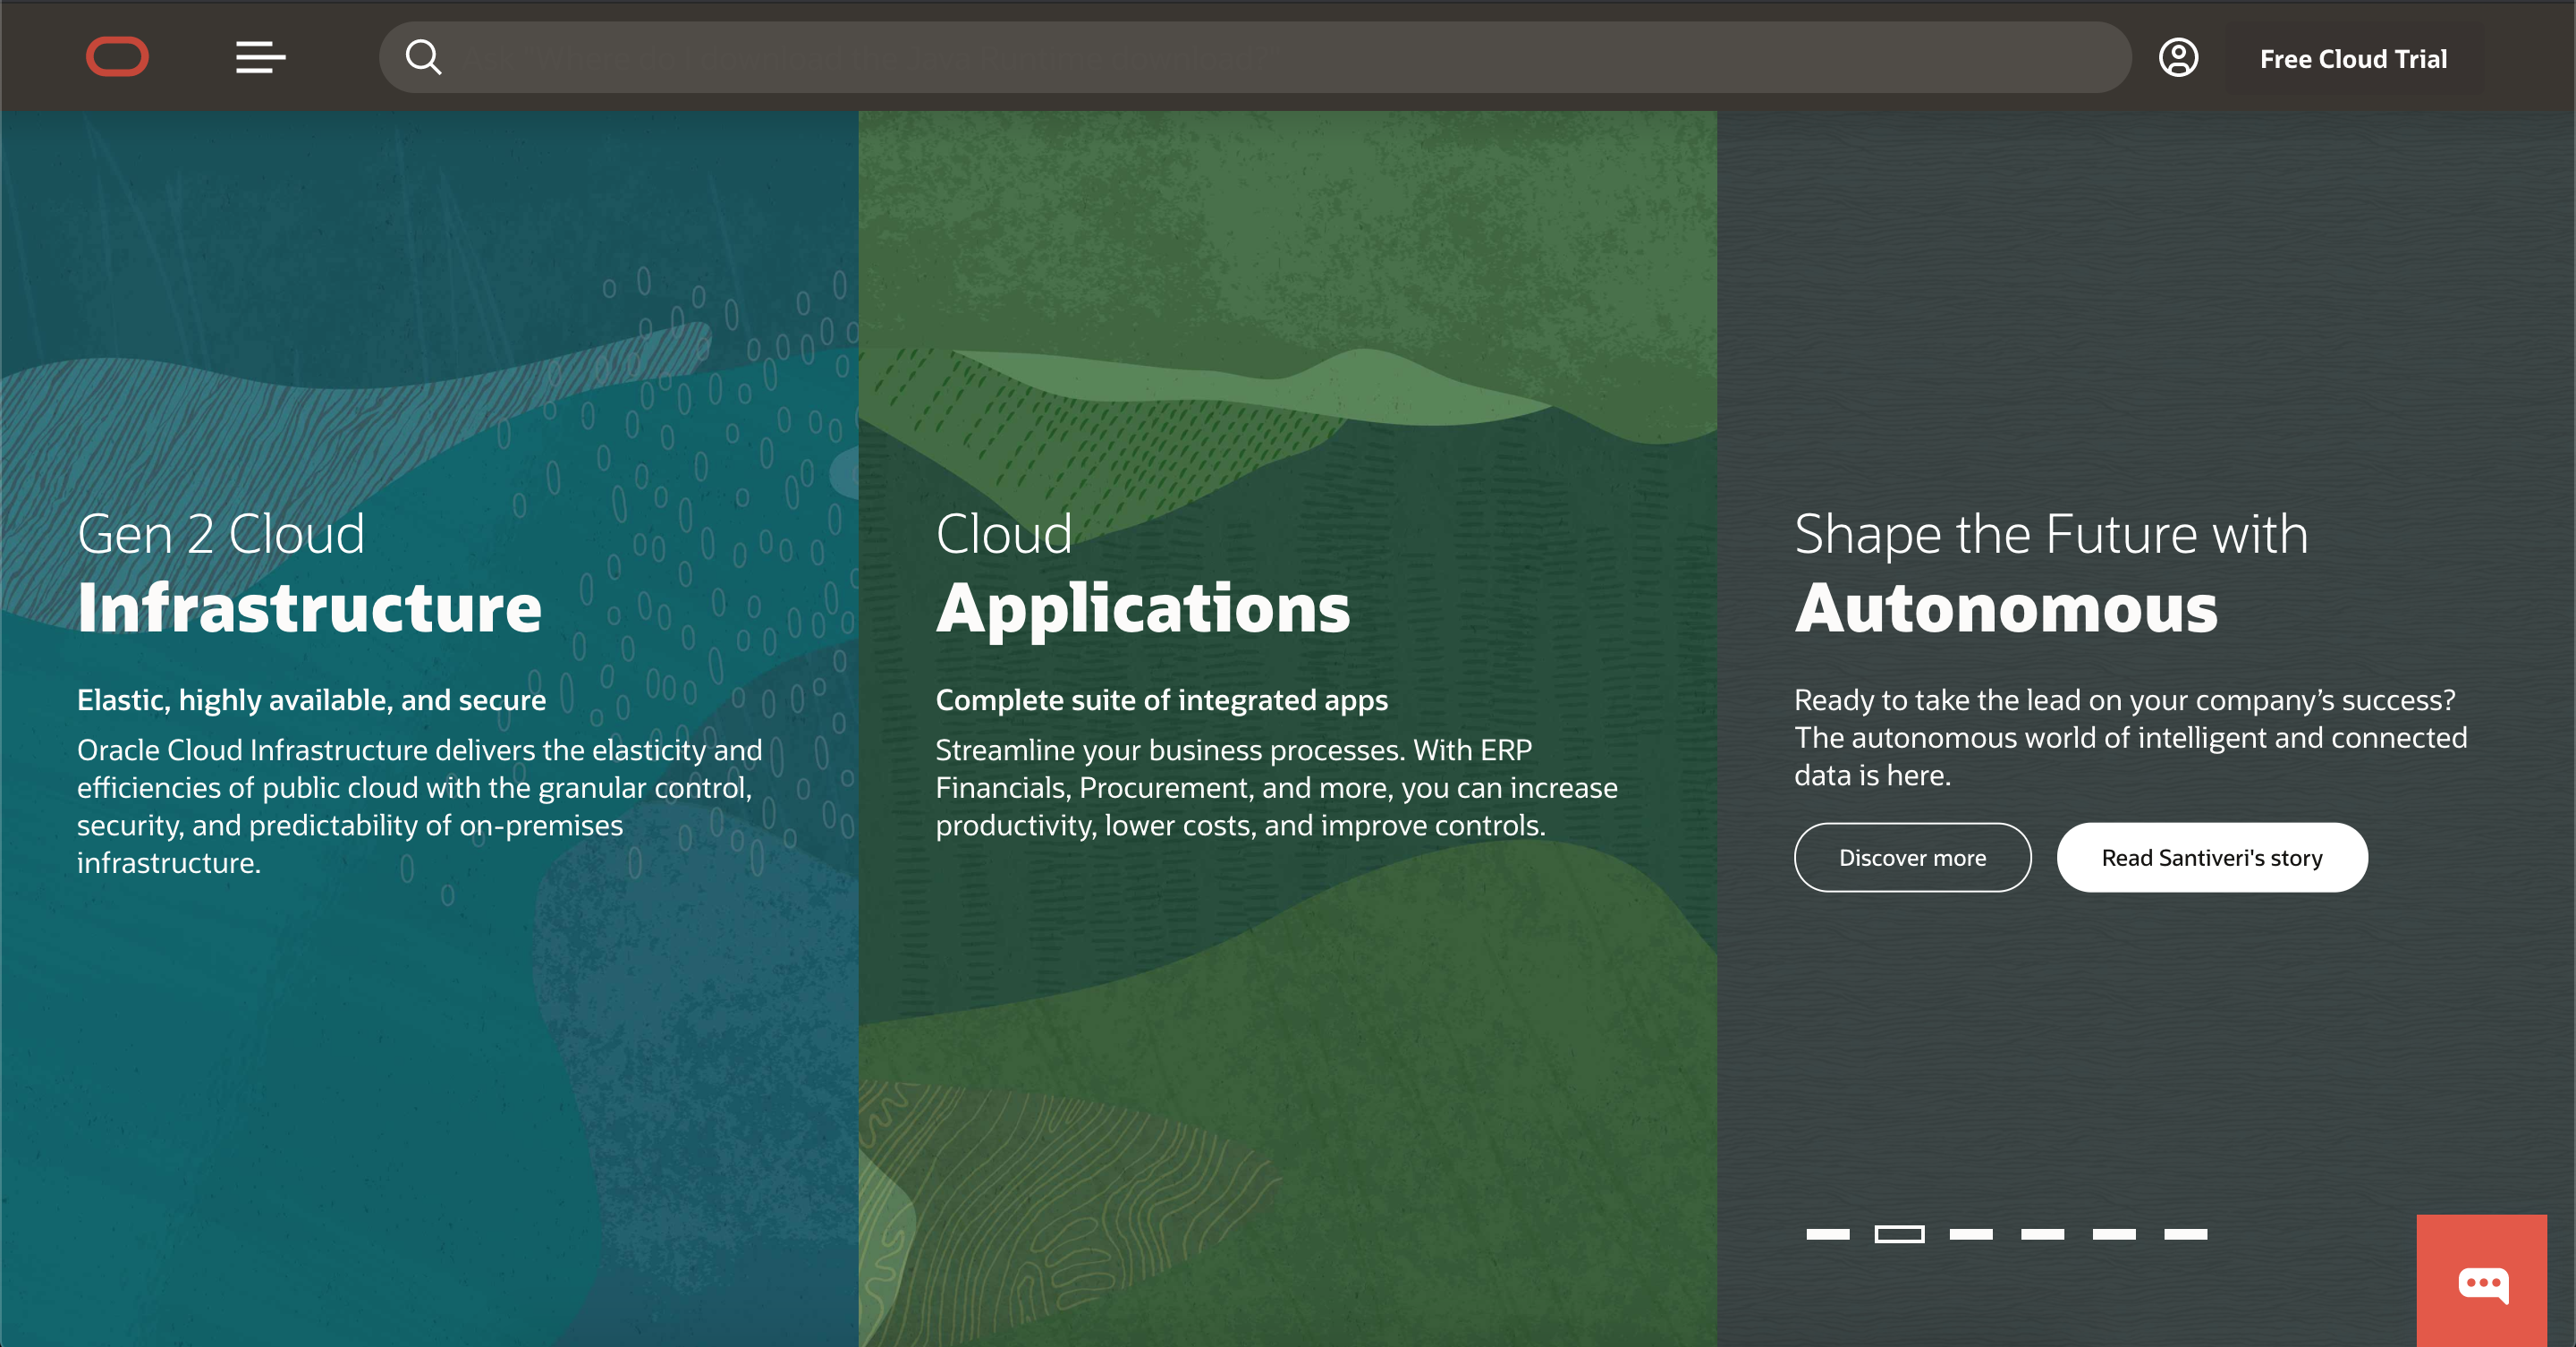 Free Cloud Trial
Gen 2 Cloud
Infrastructure
Elastic, highly available, and secure
Oracle Cloud Infrastructure delivers the elasticity and
efficiencies of public cloud with the granular control,
security, and predictability of on-premises
infrastructure.
Cloud
Applications
Complete suite of integrated apps
Streamline your business processes. With ERP
Financials, Procurement, and more, you can increase
productivity, lower costs, and improve controls.
Shape the Future with
Autonomous
Ready to take the lead on your company’s success?
The autonomous world of intelligent and connected
data is here.
Discover more
Read Santiveri's story